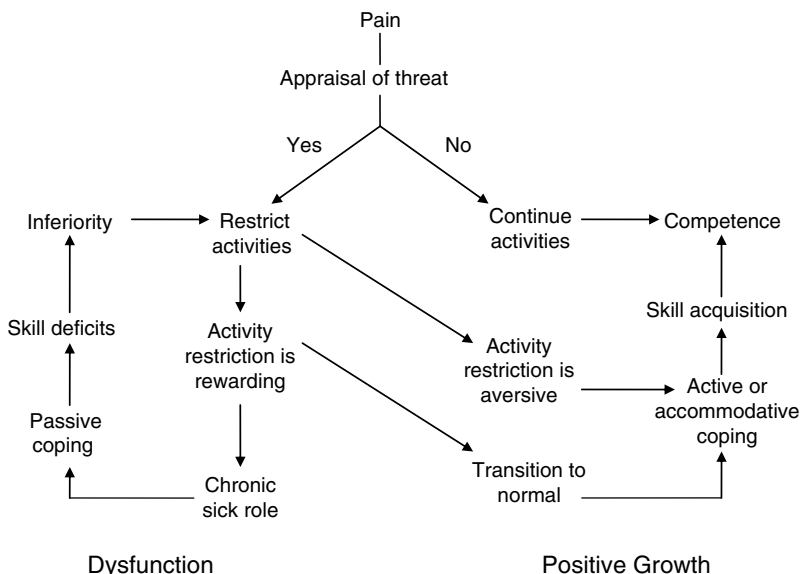 Pain
Appraisal of threat
Yes
No
Inferiority
Restrict
activities
Continue
activities
Competence
Skill deficits
Activity
restriction is
rewarding
Activity
restriction is
aversive
Skill acquisition
Passive
coping
Active or
accommodative
coping
Chronic
sick role
Transition to
normal
Dysfunction
Positive Growth